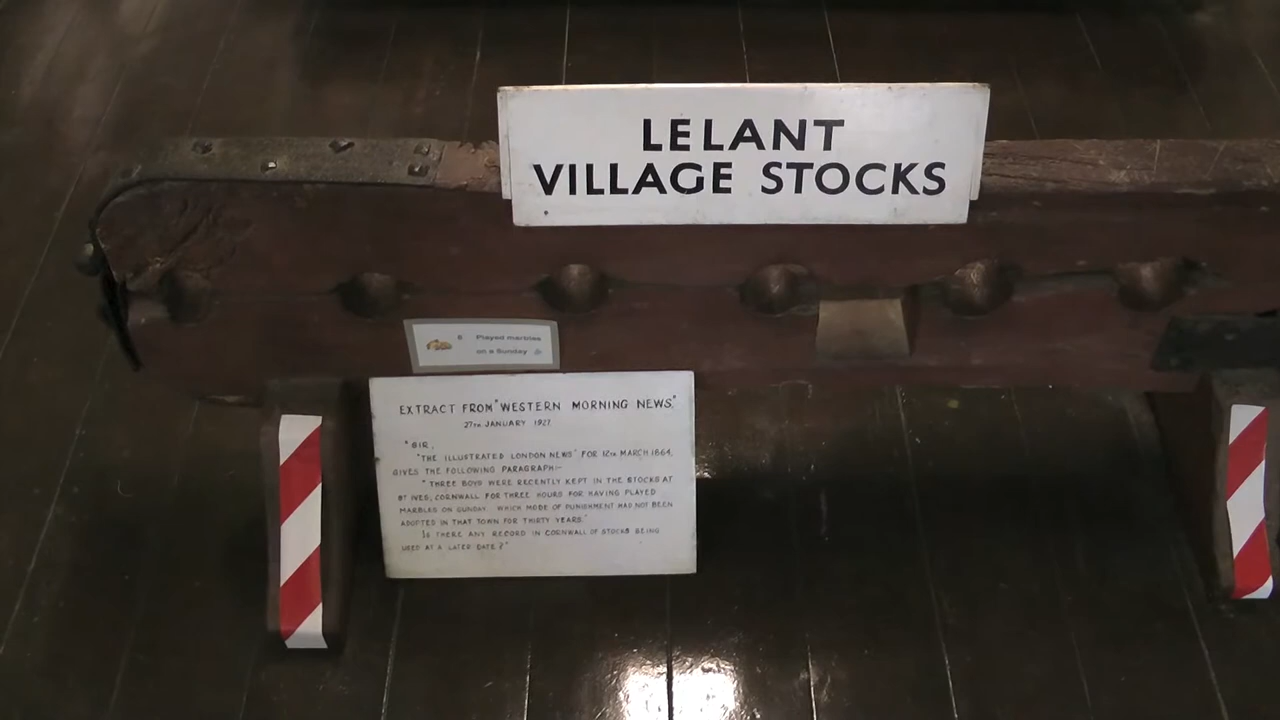 LELANT
VILLAGE STOCKS
8 Played marbles
on a Sunday
EXTRACT FROM "WESTERN MORNING NEWS."
27TH JANUARY 1927
"SIR,
"THE ILLUSTRATED LONDON NEWS" FOR 12TH MARCH 1864,
GIVES THE FOLLOWING PARAGRAPH:-
"THREE BOYS WERE RECENTLY KEPT IN THE STOCKS AT
ST IVES, CORNWALL FOR THREE HOURS FOR HAVING PLAYED
MARBLES ON SUNDAY. WHICH MODE OF PUNISHMENT HAD NOT BEEN
ADOPTED IN THAT TOWN FOR THIRTY YEARS."
IS THERE ANY RECORD IN CORNWALL OF STOCKS BEING
USED AT A LATER DATE?"